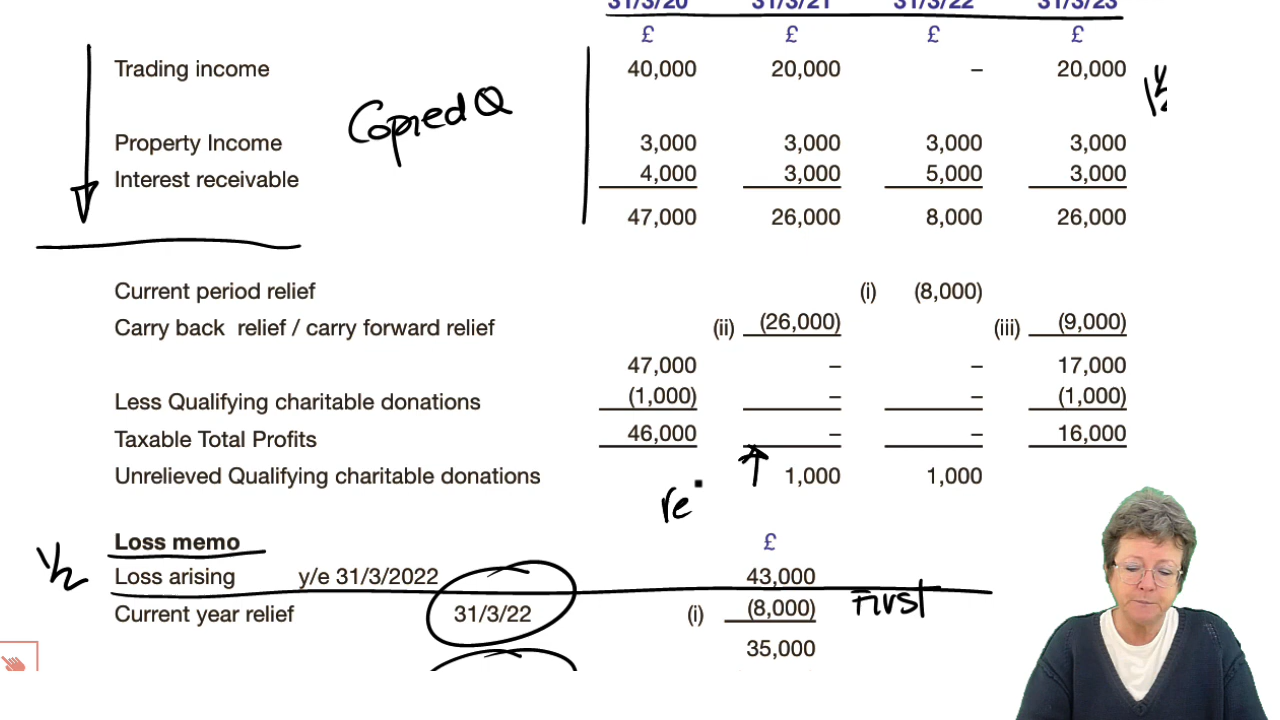 31/3/20 31/3/21 31/3/22 31/3/23
£ £ £ £
Trading income 40,000 20,000 – 20,000
Copied Q
Property Income 3,000 3,000 3,000 3,000
Interest receivable 4,000 3,000 5,000 3,000
47,000 26,000 8,000 26,000
Current period relief (i) (8,000)
Carry back relief / carry forward relief (ii) (26,000) (iii) (9,000)
47,000 – – 17,000
Less Qualifying charitable donations (1,000) – – (1,000)
Taxable Total Profits 46,000 – – 16,000
Unrelieved Qualifying charitable donations 1,000 1,000
re
Loss memo £
1/2
Loss arising y/e 31/3/2022 43,000
Current year relief 31/3/22 (i) (8,000) First
35,000